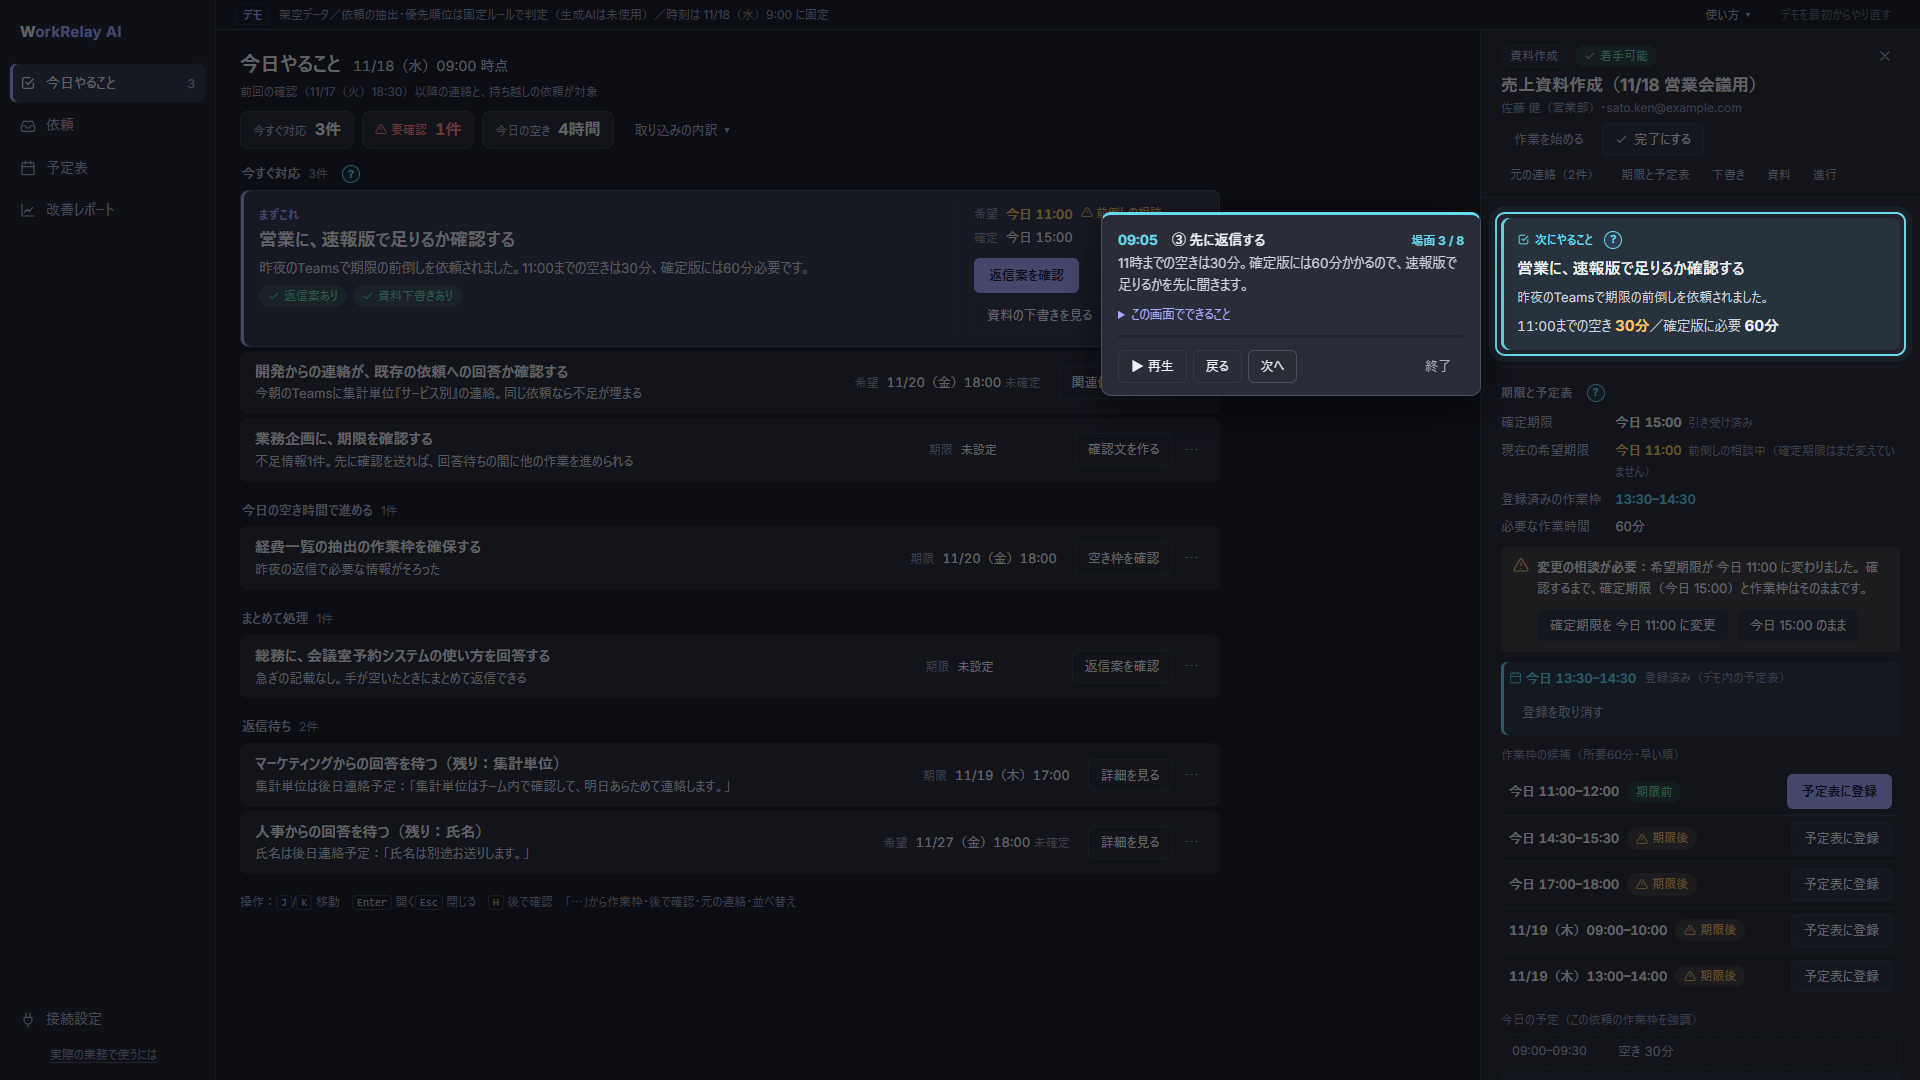 WorkRelay AI
今日やること 3
依頼
予定表
改善レポート
接続設定
実際の業務で使うには
デモ 架空データ／依頼の抽出・優先順位は固定ルールで判定（生成AIは未使用）／時刻は 11/18（水）9:00 に固定
使い方 ▼
デモを最初からやり直す
今日やること 11/18（水）09:00 時点
前回の確認（11/17（火）18:30）以降の連絡と、持ち越しの依頼が対象
今すぐ対応 3件
要確認 1件
今日の空き 4時間
取り込みの内訳 ▼
今すぐ対応 3件 ?
まずこれ
営業に、速報版で足りるか確認する
昨夜のTeamsで期限の前倒しを依頼されました。11:00までの空きは30分、確定版には60分必要です。
✓ 返信案あり ✓ 資料下書きあり
希望 今日 11:00
確定 今日 15:00
返信案を確認
資料の下書きを見る
開発からの連絡が、既存の依頼への回答か確認する
今朝のTeamsに集計単位『サービス別』の連絡。同じ依頼なら不足が埋まる
希望 11/20（金）18:00 未確定
業務企画に、期限を確認する
不足情報1件。先に確認を送れば、回答待ちの間に他の作業を進められる
期限 未設定
確認文を作る …
今日の空き時間で進める 1件
経費一覧の抽出の作業枠を確保する
昨夜の返信で必要な情報がそろった
期限 11/20（金）18:00
空き枠を確認 …
まとめて処理 1件
総務に、会議室予約システムの使い方を回答する
急ぎの記載なし。手が空いたときにまとめて返信できる
期限 未設定
返信案を確認 …
返信待ち 2件
マーケティングからの回答を待つ（残り：集計単位）
集計単位は後日連絡予定：「集計単位はチーム内で確認して、明日あらためて連絡します。」
期限 11/19（木）17:00
詳細を見る …
人事からの回答を待つ（残り：氏名）
氏名は後日連絡予定：「氏名は別途お送りします。」
希望 11/27（金）18:00 未確定
詳細を見る …
操作： J / K 移動 Enter 開く Esc 閉じる H 後で確認 「…」から作業枠・後で確認・元の連絡・並べ替え
09:05 ③ 先に返信する 場面 3 / 8
11時までの空きは30分。確定版には60分かかるので、速報版で
足りるかを先に聞きます。
▶ この画面でできること
▶ 再生 戻る 次へ 終了
資料作成 ✓ 着手可能
売上資料作成（11/18 営業会議用）
佐藤 健（営業部）・sato.ken@example.com
作業を始める ✓ 完了にする
元の連絡（2件） 期限と予定表 下書き 資料 進行
次にやること ?
営業に、速報版で足りるか確認する
昨夜のTeamsで期限の前倒しを依頼されました。
11:00までの空き 30分／確定版に必要 60分
期限と予定表 ?
確定期限 今日 15:00 引き受け済み
現在の希望期限 今日 11:00 前倒しの相談中（確定期限はまだ変えてい
ません）
登録済みの作業枠 13:30–14:30
必要な作業時間 60分
変更の相談が必要：希望期限が 今日 11:00 に変わりました。確
認するまで、確定期限（今日 15:00）と作業枠はそのままです。
確定期限を 今日 11:00 に変更 今日 15:00 のまま
今日 13:30–14:30 登録済み（デモ内の予定表）
登録を取り消す
作業枠の候補（所要60分・早い順）
今日 11:00–12:00 期限前 予定表に登録
今日 14:30–15:30 期限後 予定表に登録
今日 17:00–18:00 期限後 予定表に登録
11/19（木）09:00–10:00 期限後 予定表に登録
11/19（木）13:00–14:00 期限後 予定表に登録
今日の予定（この依頼の作業枠を強調）
09:00–09:30 空き 30分